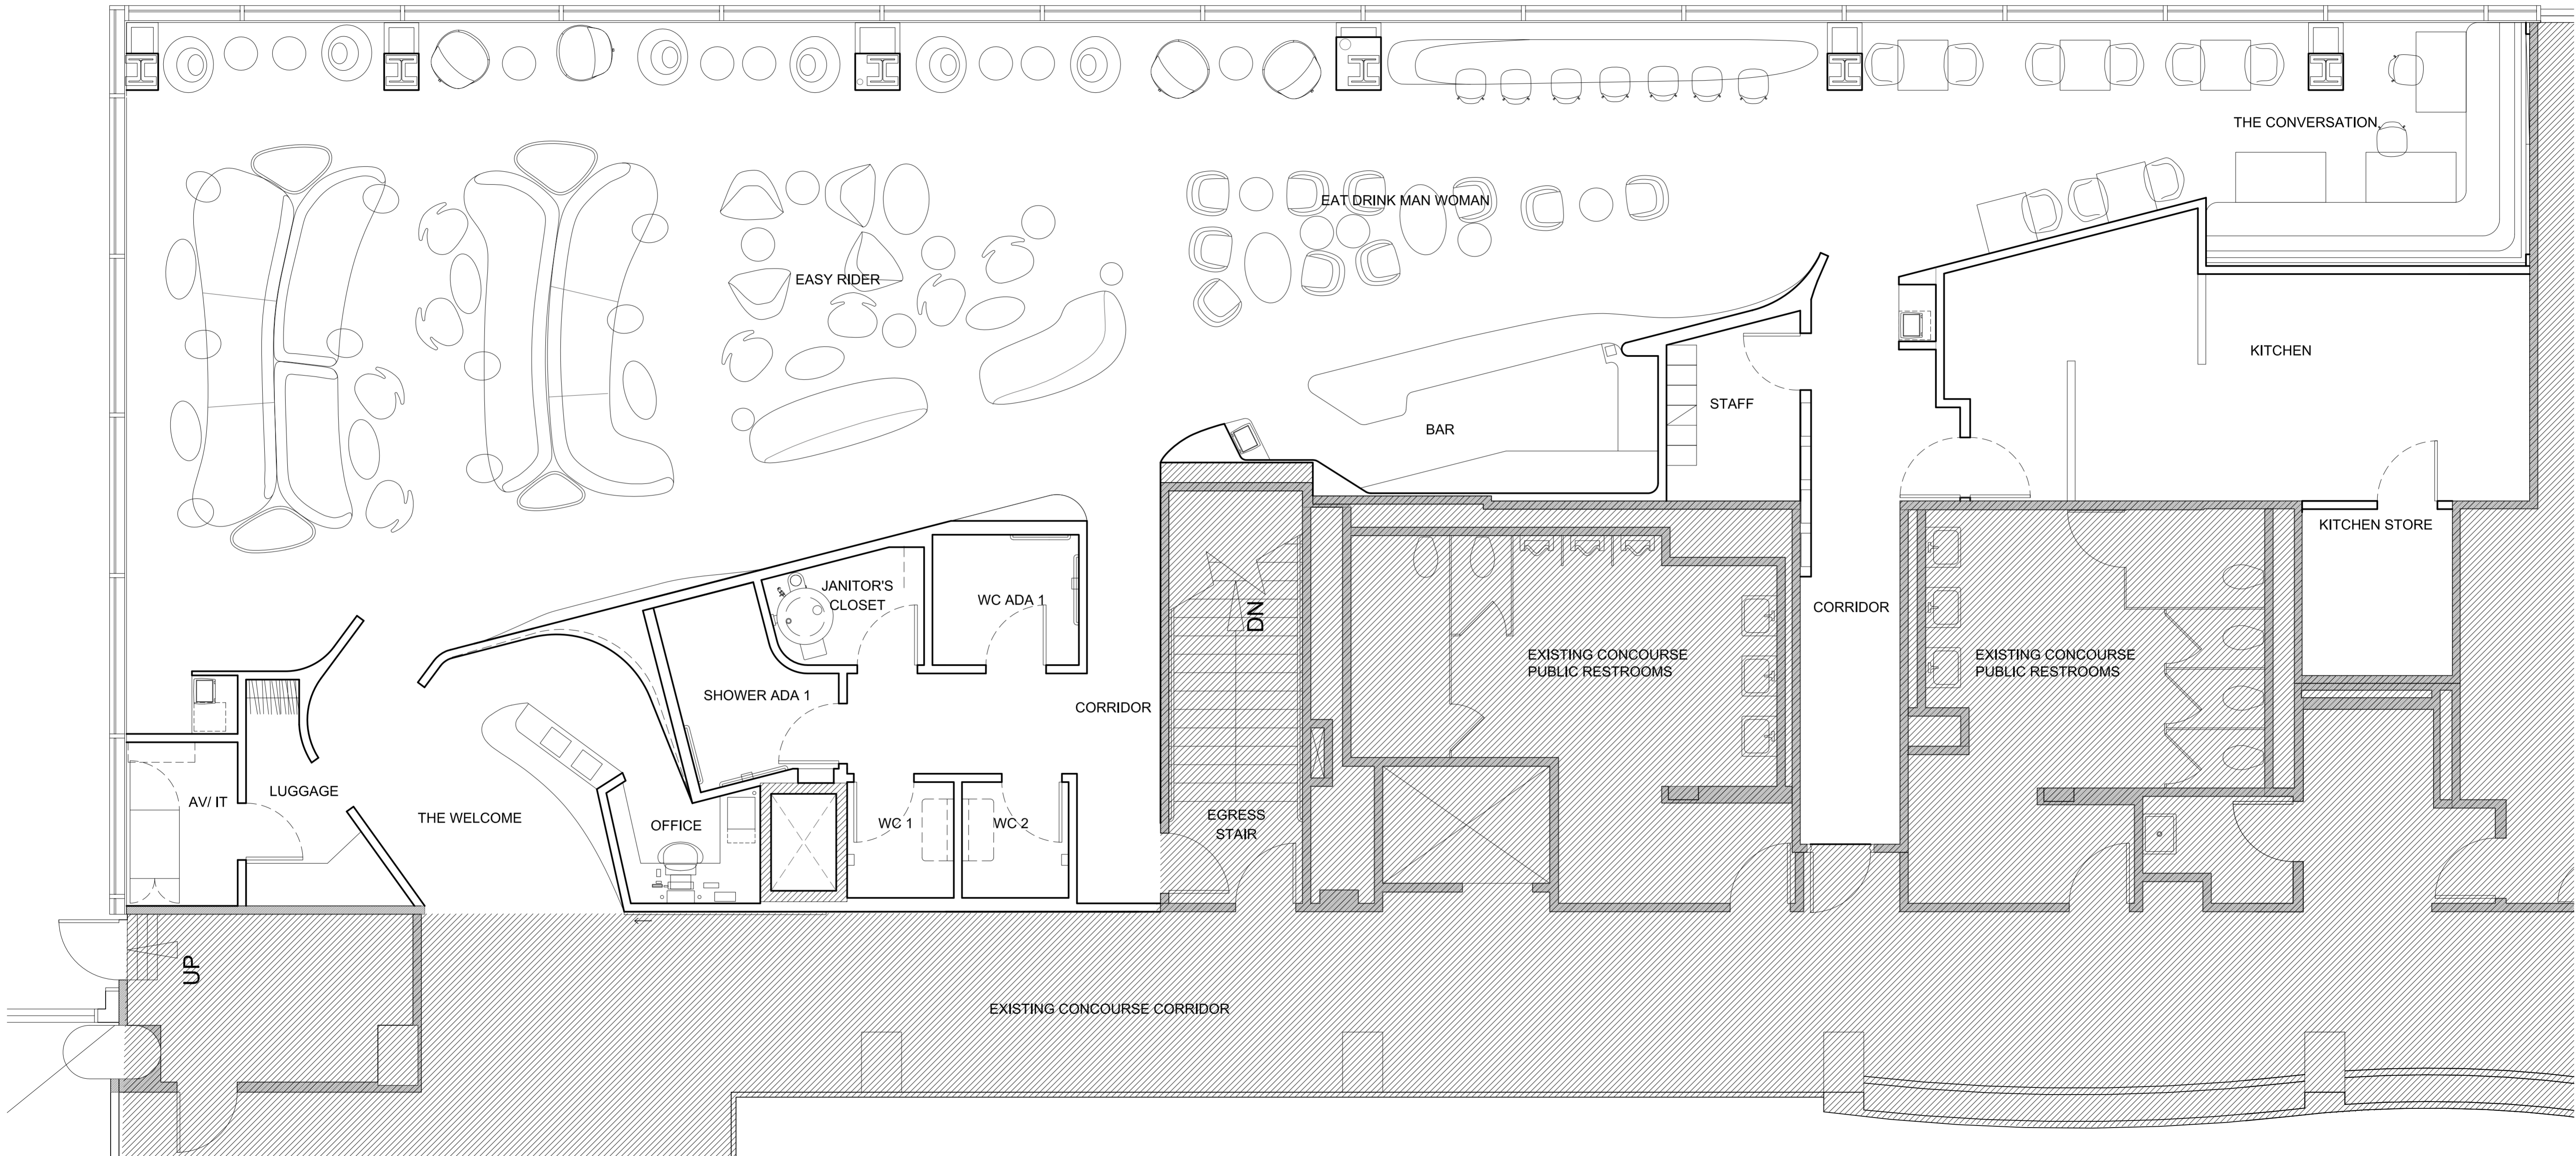 THE CONVERSATION
EAT DRINK MAN WOMAN
EASY RIDER
KITCHEN
STAFF
BAR
KITCHEN STORE
JANITOR'S
CLOSET
WC ADA 1
DN
CORRIDOR
EXISTING CONCOURSE
PUBLIC RESTROOMS
EXISTING CONCOURSE
PUBLIC RESTROOMS
SHOWER ADA 1
CORRIDOR
LUGGAGE
AV/ IT
THE WELCOME
OFFICE
WC 1
WC 2
EGRESS
STAIR
UP
EXISTING CONCOURSE CORRIDOR